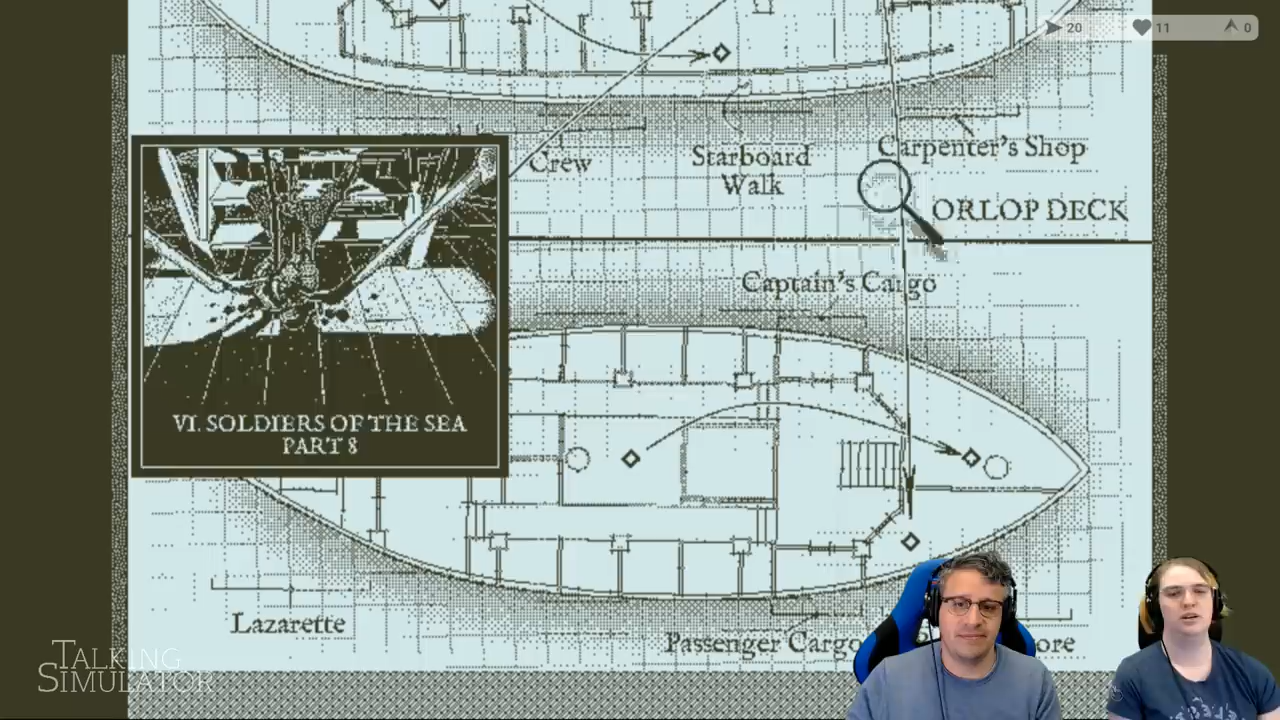 20
11
0
Crew
Starboard
Walk
Carpenter's Shop
ORLOP DECK
Captain's Cargo
VI. SOLDIERS OF THE SEA
PART 8
Lazarette
Passenger Cargo
TALKING
SIMULATOR